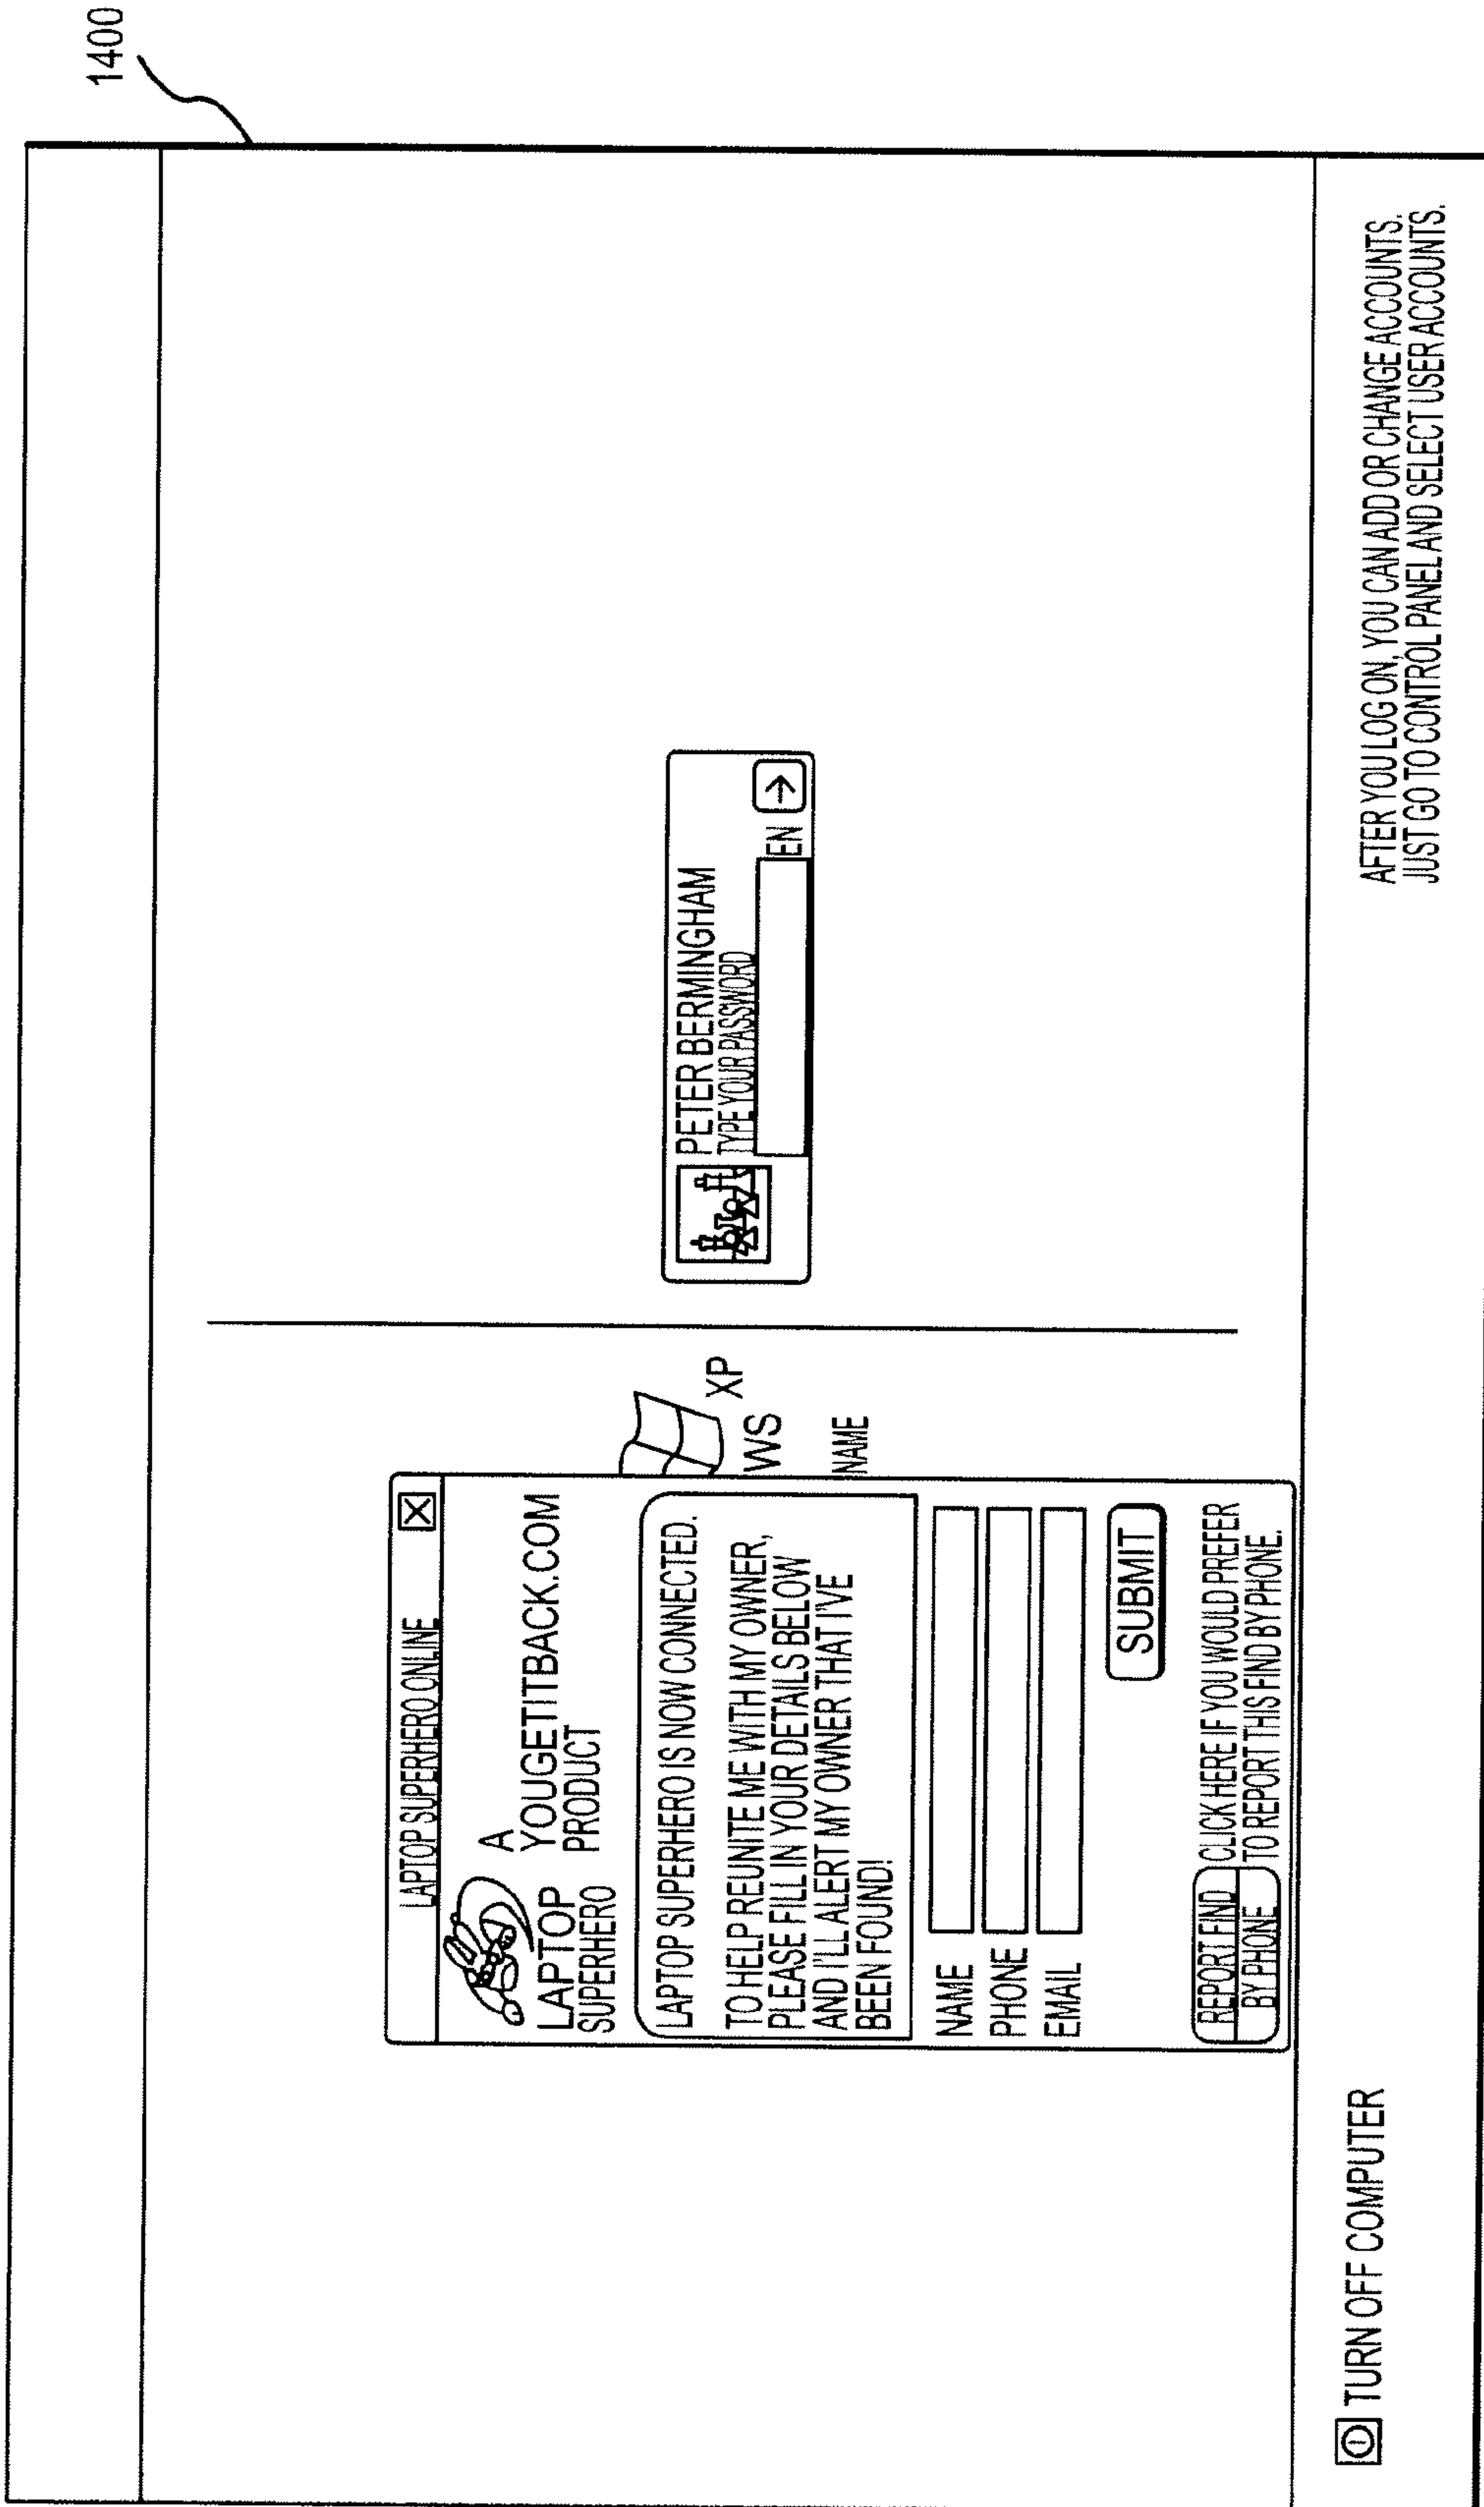 1400
LAPTOP SUPERHERO ONLINE
LAPTOP
SUPERHERO
A
YOUGETITBACK.COM
PRODUCT
LAPTOP SUPERHERO IS NOW CONNECTED.
TO HELP REUNITE ME WITH MY OWNER,
PLEASE FILL IN YOUR DETAILS BELOW
AND I'LL ALERT MY OWNER THAT I'VE
BEEN FOUND!
NAME
PHONE
EMAIL
SUBMIT
REPORT FIND
BY PHONE
CLICK HERE IF YOU WOULD PREFER
TO REPORT THIS FIND BY PHONE.
XP
WS
NAME
PETER BERMINGHAM
TYPE YOUR PASSWORD
EN
TURN OFF COMPUTER
AFTER YOU LOG ON, YOU CAN ADD OR CHANGE ACCOUNTS.
JUST GO TO CONTROL PANEL AND SELECT USER ACCOUNTS.